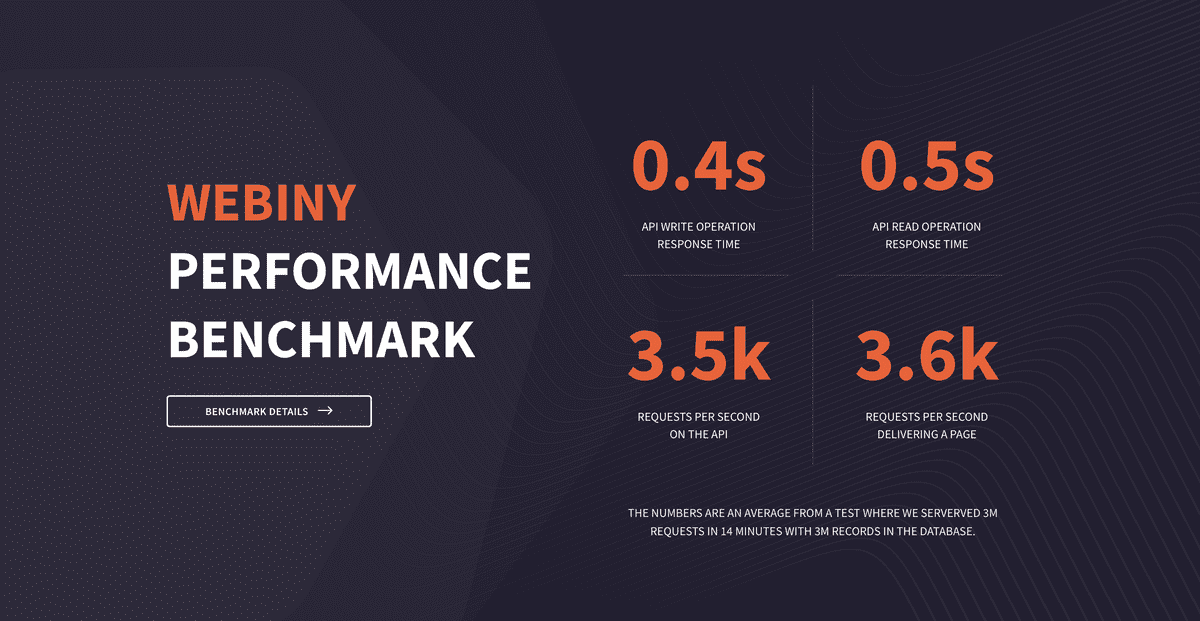 WEBINY
PERFORMANCE
BENCHMARK
BENCHMARK DETAILS →
0.4s
API WRITE OPERATION
RESPONSE TIME
0.5s
API READ OPERATION
RESPONSE TIME
3.5k
REQUESTS PER SECOND
ON THE API
3.6k
REQUESTS PER SECOND
DELIVERING A PAGE
THE NUMBERS ARE AN AVERAGE FROM A TEST WHERE WE SERVERVED 3M
REQUESTS IN 14 MINUTES WITH 3M RECORDS IN THE DATABASE.